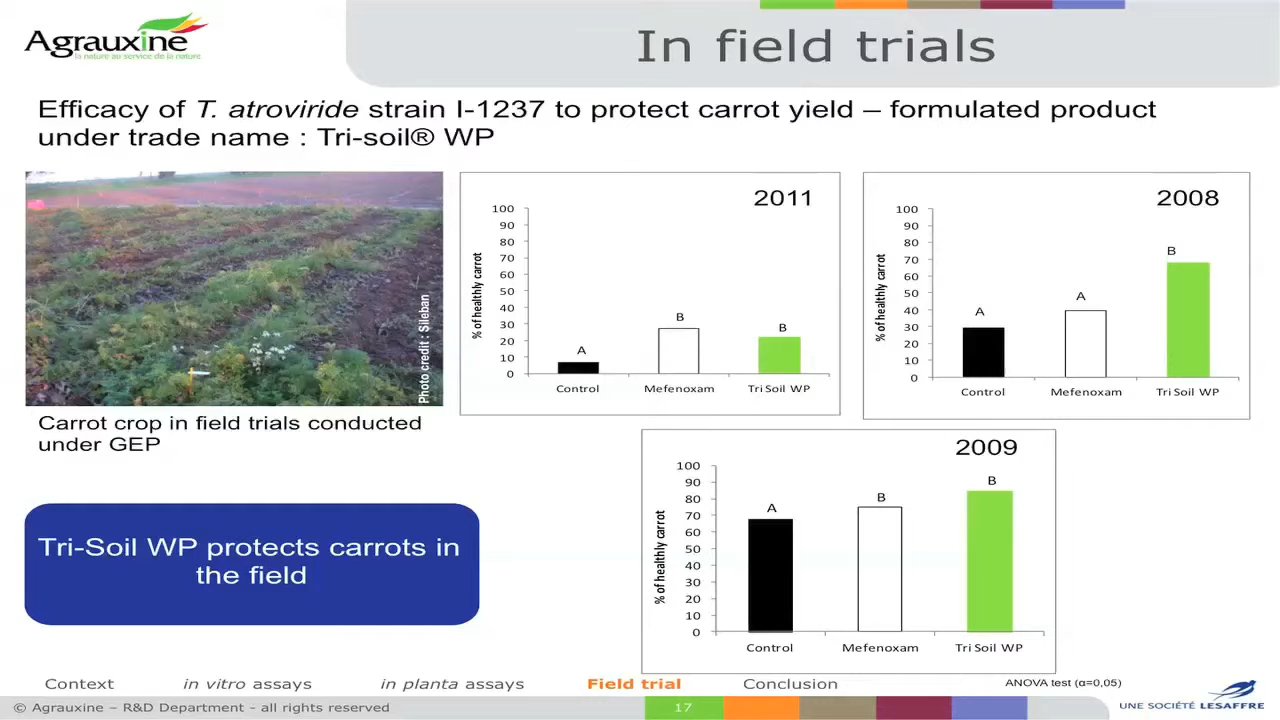 Agrauxine
la nature au service de la nature
In field trials
Efficacy of T. atroviride strain I-1237 to protect carrot yield – formulated product
under trade name : Tri-soil® WP
Photo credit : Sileban
Carrot crop in field trials conducted
under GEP
Tri-Soil WP protects carrots in
the field
2011
% of healthly carrot
100
90
80
70
60
50
40
30
20
10
0
A
B
B
Control Mefenoxam Tri Soil WP
2008
% of healthly carrot
100
90
80
70
60
50
40
30
20
10
0
A
A
B
Control Mefenoxam Tri Soil WP
2009
% of healthly carrot
100
90
80
70
60
50
40
30
20
10
0
A
B
B
Control Mefenoxam Tri Soil WP
Context in vitro assays in planta assays Field trial Conclusion
ANOVA test (α=0,05)
© Agrauxine – R&D Department - all rights reserved
17
UNE SOCIÉTÉ LESAFFRE